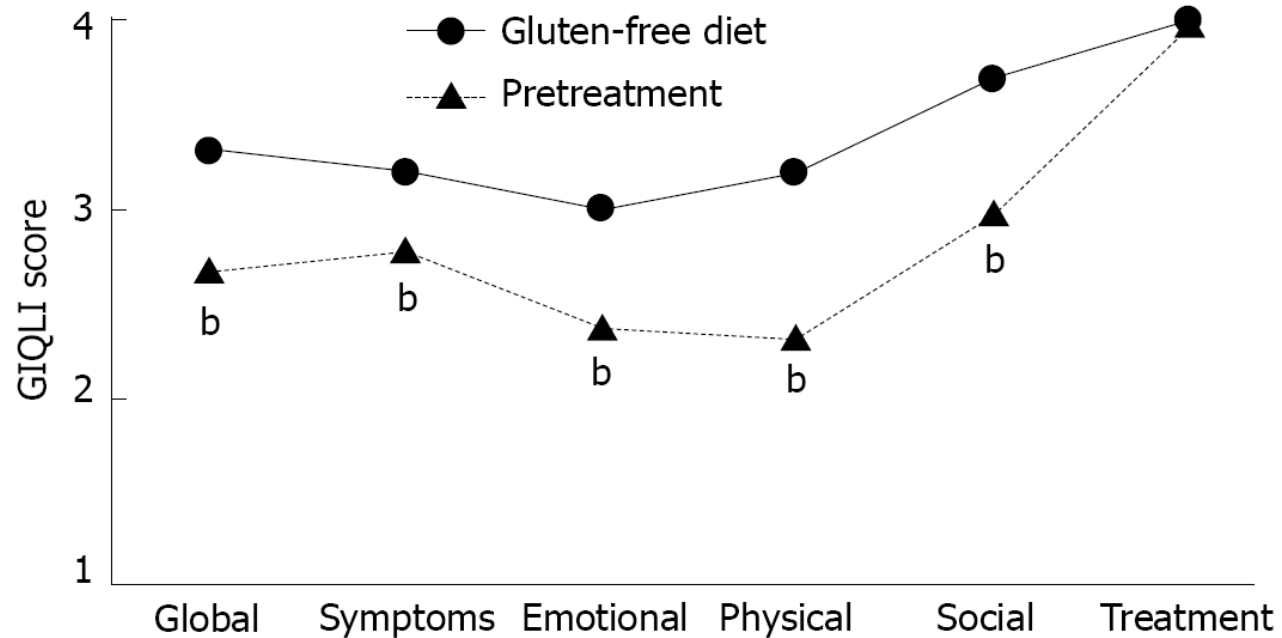 4
Gluten-free diet
Pretreatment
3
GIQLI score
2
1
b
b
b
b
b
Global
Symptoms
Emotional
Physical
Social
Treatment